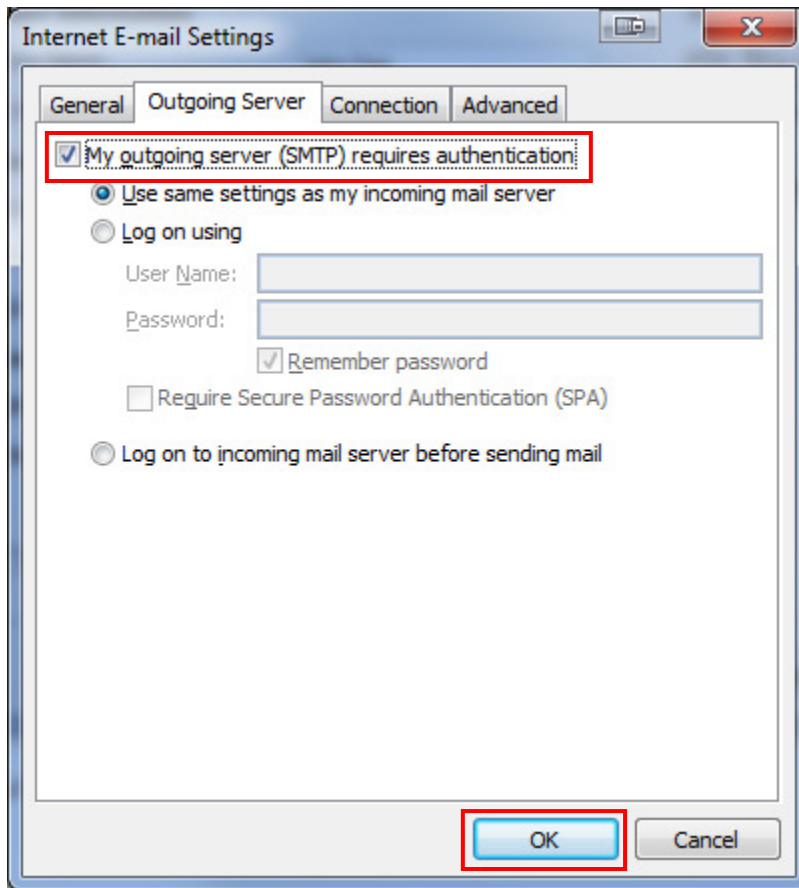 Internet E-mail Settings
General Outgoing Server Connection Advanced
My outgoing server (SMTP) requires authentication
Use same settings as my incoming mail server
Log on using
User Name:
Password:
Remember password
Require Secure Password Authentication (SPA)
Log on to incoming mail server before sending mail
OK Cancel